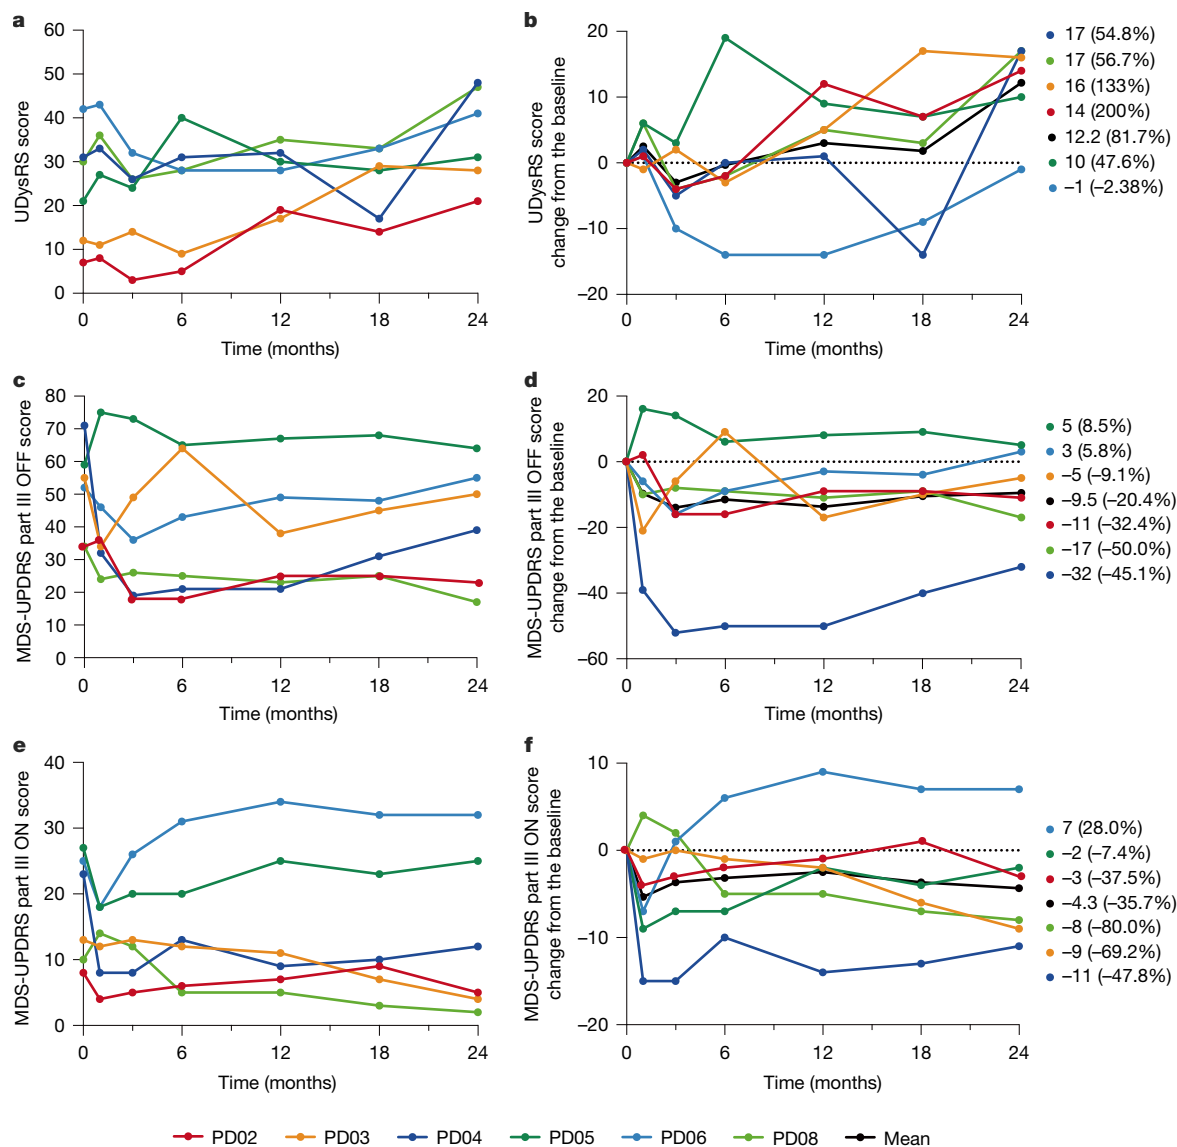 a
UDysRS score
60
50
40
30
20
10
0
0 6 12 18 24
Time (months)
b
UDysRS score
change from the baseline
20
10
0
–10
–20
0 6 12 18 24
Time (months)
17 (54.8%)
17 (56.7%)
16 (133%)
14 (200%)
12.2 (81.7%)
10 (47.6%)
–1 (–2.38%)
c
MDS-UPDRS part III OFF score
80
70
60
50
40
30
20
10
0
0 6 12 18 24
Time (months)
d
MDS-UPDRS part III OFF score
change from the baseline
20
0
–20
–40
–60
0 6 12 18 24
Time (months)
5 (8.5%)
3 (5.8%)
–5 (–9.1%)
–9.5 (–20.4%)
–11 (–32.4%)
–17 (–50.0%)
–32 (–45.1%)
e
MDS-UPDRS part III ON score
40
30
20
10
0
0 6 12 18 24
Time (months)
f
MDS-UPDRS part III ON score
change from the baseline
10
0
–10
–20
0 6 12 18 24
Time (months)
7 (28.0%)
–2 (–7.4%)
–3 (–37.5%)
–4.3 (–35.7%)
–8 (–80.0%)
–9 (–69.2%)
–11 (–47.8%)
PD02 PD03 PD04 PD05 PD06 PD08 Mean